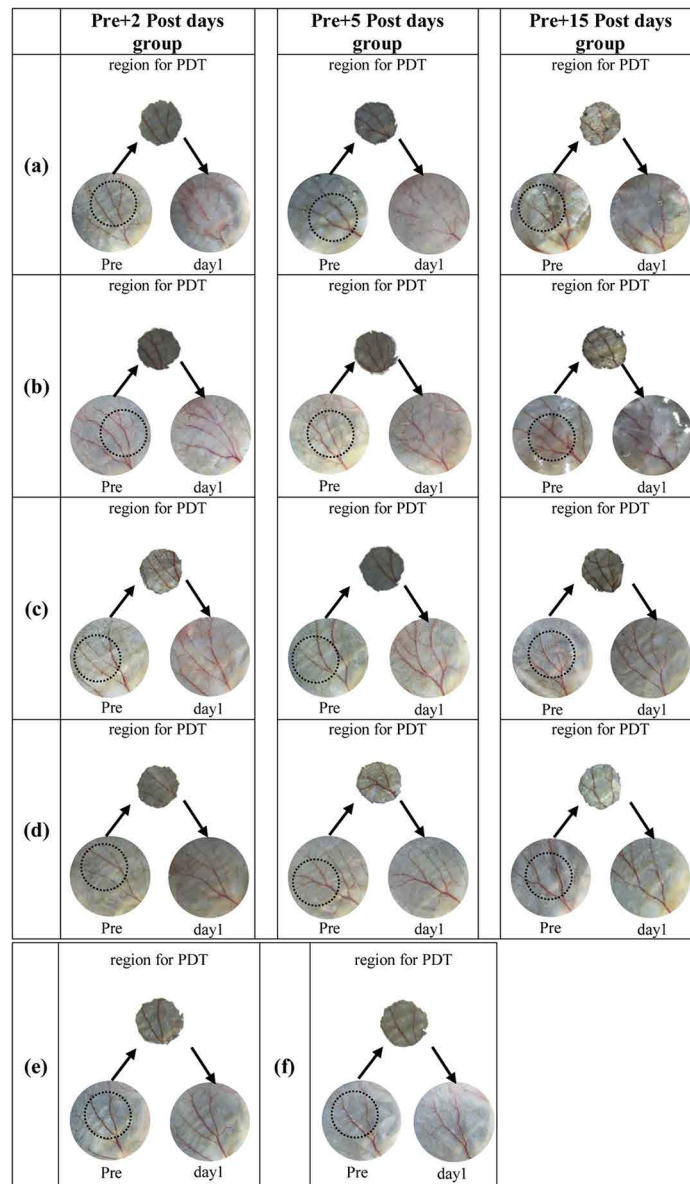 Pre+2 Post days group
Pre+5 Post days group
Pre+15 Post days group
(a)
region for PDT
Pre day1
region for PDT
Pre day1
region for PDT
Pre day1
(b)
region for PDT
Pre day1
region for PDT
Pre day1
region for PDT
Pre day1
(c)
region for PDT
Pre day1
region for PDT
Pre day1
region for PDT
Pre day1
(d)
region for PDT
Pre day1
region for PDT
Pre day1
region for PDT
Pre day1
(e)
region for PDT
Pre day1
(f)
region for PDT
Pre day1